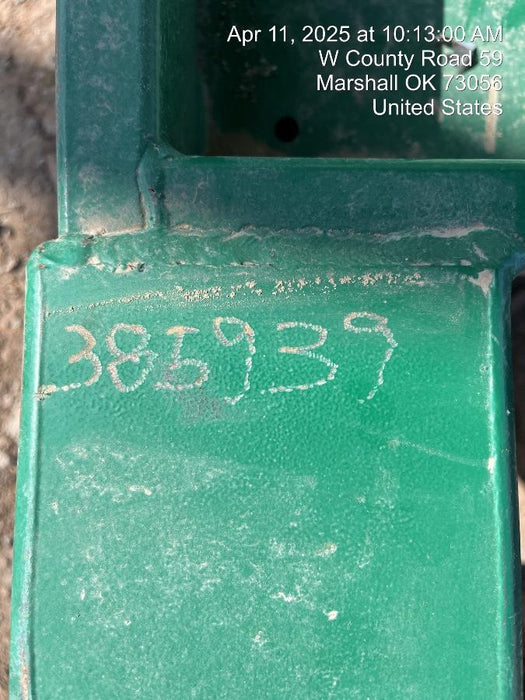 Apr 11, 2025 at 10:13:00 AM
W County Road 59
Marshall OK 73056
United States
385939